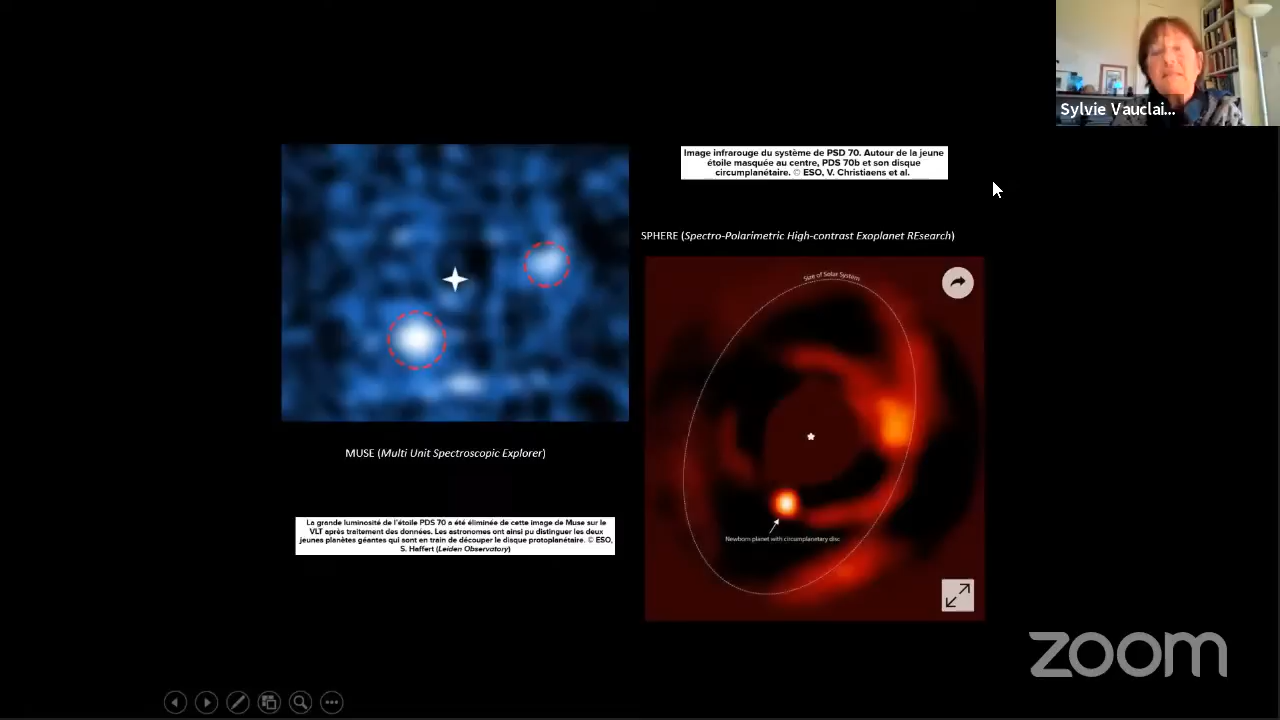 Sylvie Vauclai...
Image infrarouge du système de PSD 70. Autour de la jeune
étoile masquée au centre, PDS 70b et son disque
circumplanétaire. © ESO, V. Christiaens et al.
SPHERE (Spectro-Polarimetric High-contrast Exoplanet REsearch)
Size of Solar System
MUSE (Multi Unit Spectroscopic Explorer)
Newborn planet with circumplanetary disc
La grande luminosité de l'étoile PDS 70 a été éliminée de cette image de Muse sur le
VLT après traitement des données. Les astronomes ont ainsi pu distinguer les deux
jeunes planètes géantes qui sont en train de découper le disque protoplanétaire. © ESO,
S. Haffert (Leiden Observatory)
zoom